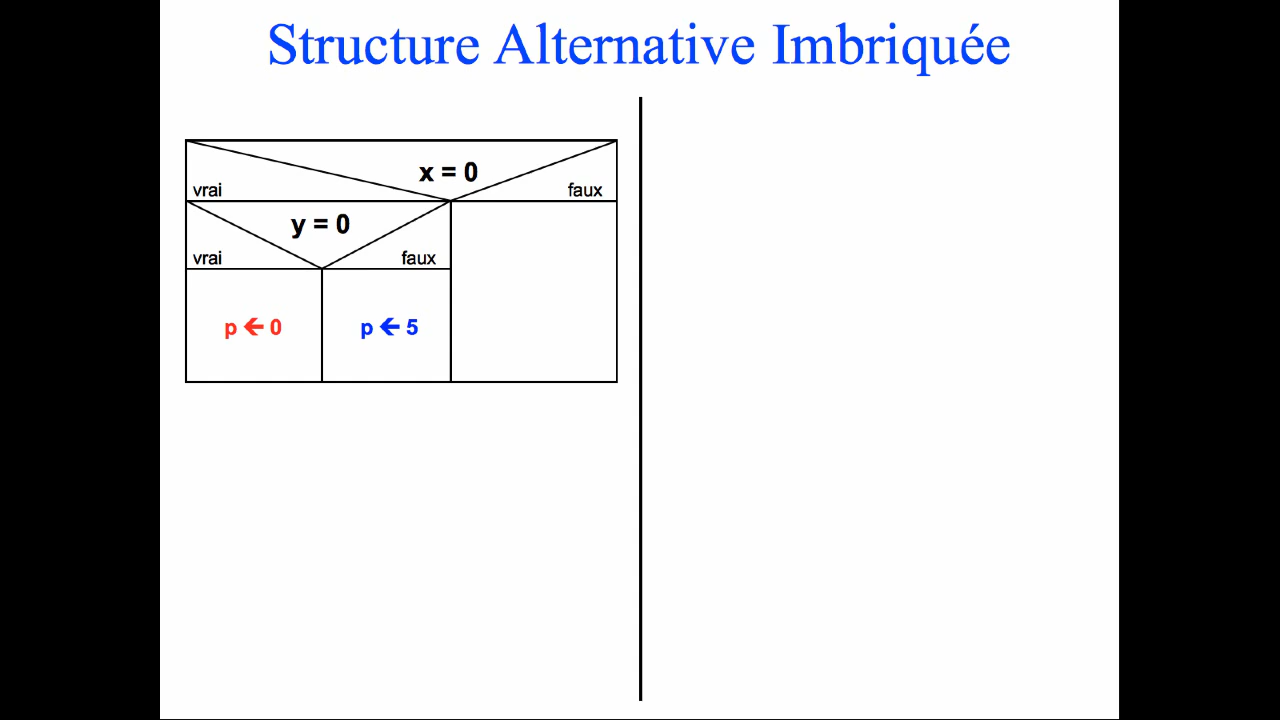 Structure Alternative Imbriquée
x = 0
vrai
faux
y = 0
vrai
faux
p 🡰 0
p 🡰 5